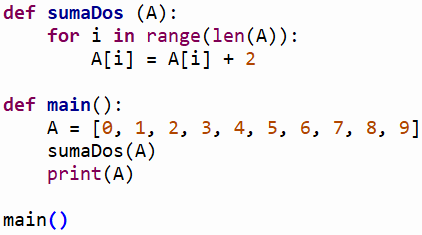 def sumaDos (A):
    for i in range(len(A)):
        A[i] = A[i] + 2
def main():
    A = [0, 1, 2, 3, 4, 5, 6, 7, 8, 9]
    sumaDos(A)
    print(A)
main()